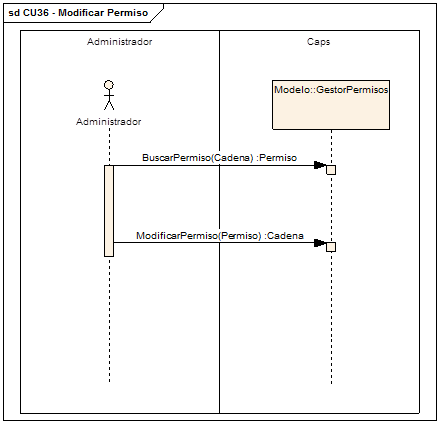 sd CU36 - Modificar Permiso
Administrador
Caps
Modelo::GestorPermisos
Administrador
BuscarPermiso(Cadena) :Permiso
ModificarPermiso(Permiso) :Cadena